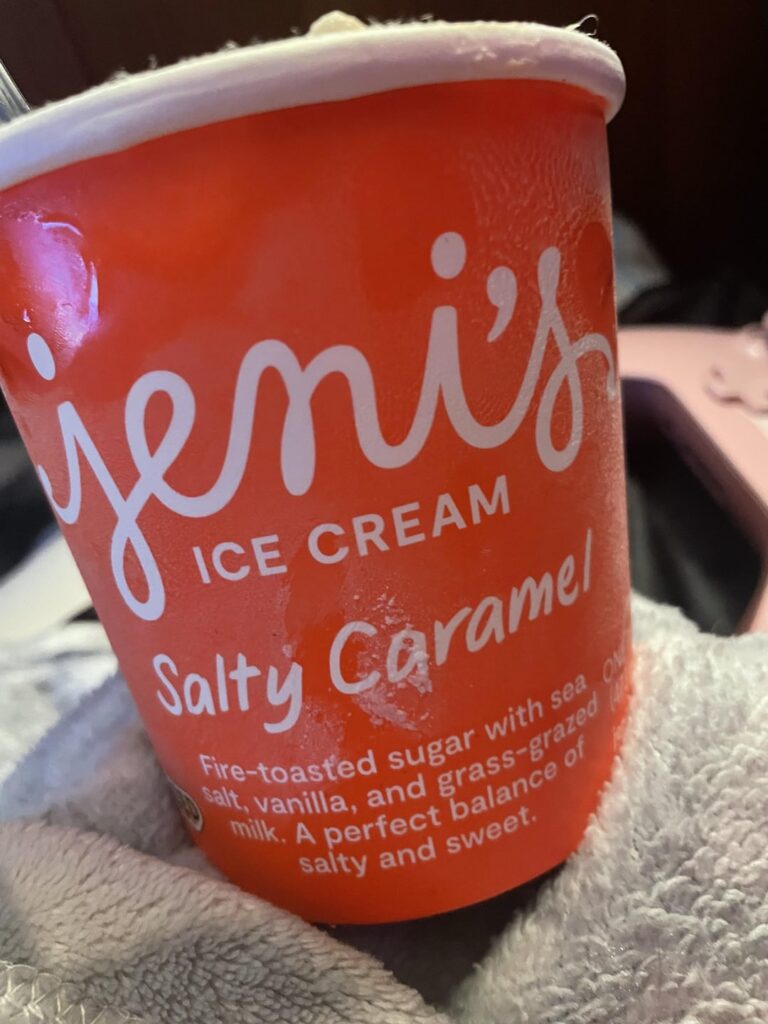 jeni's
ICE CREAM
Salty Caramel
Fire-toasted sugar with sea
salt, vanilla, and grass-grazed
milk. A perfect balance of
salty and sweet.